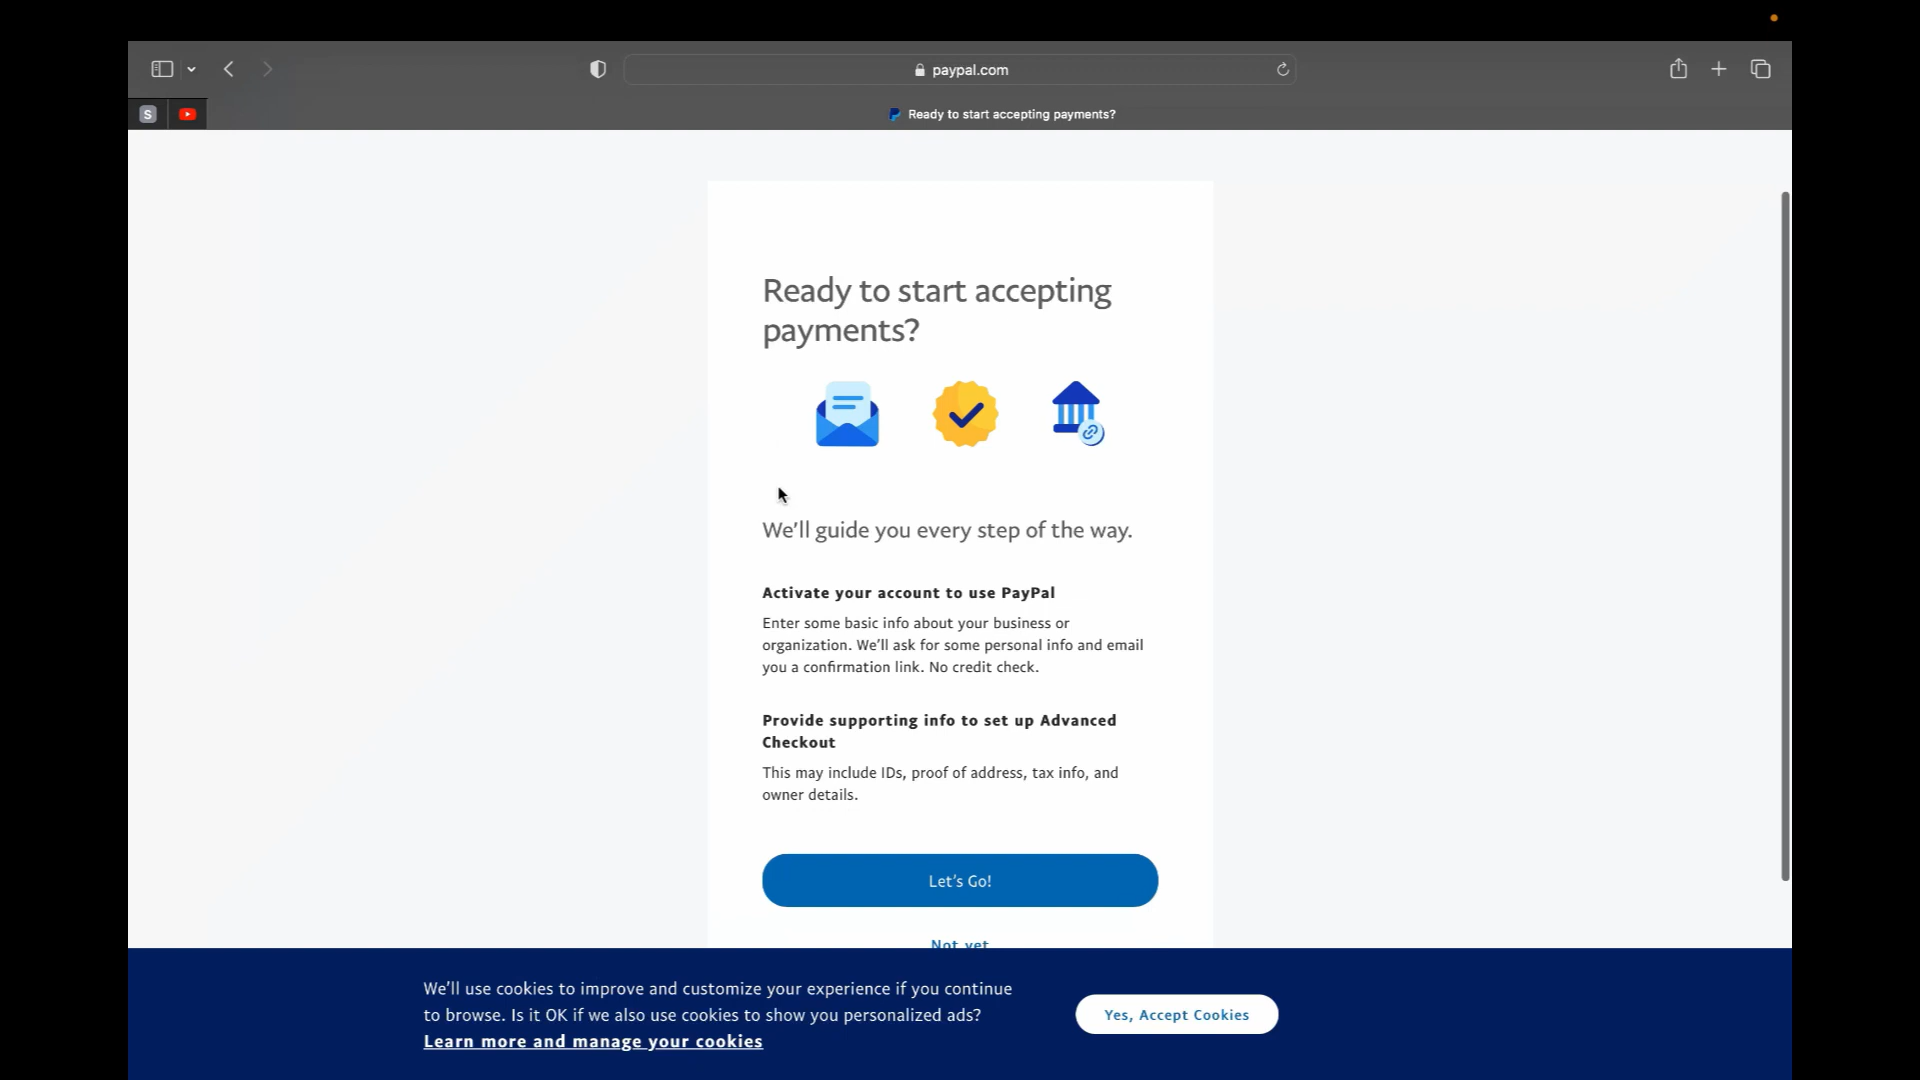 paypal.com
S
Ready to start accepting payments?
Ready to start accepting
payments?
We'll guide you every step of the way.
Activate your account to use PayPal
Enter some basic info about your business or
organization. We'll ask for some personal info and email
you a confirmation link. No credit check.
Provide supporting info to set up Advanced
Checkout
This may include IDs, proof of address, tax info, and
owner details.
Let's Go!
Not yet
We'll use cookies to improve and customize your experience if you continue
to browse. Is it OK if we also use cookies to show you personalized ads?
Learn more and manage your cookies
Yes, Accept Cookies